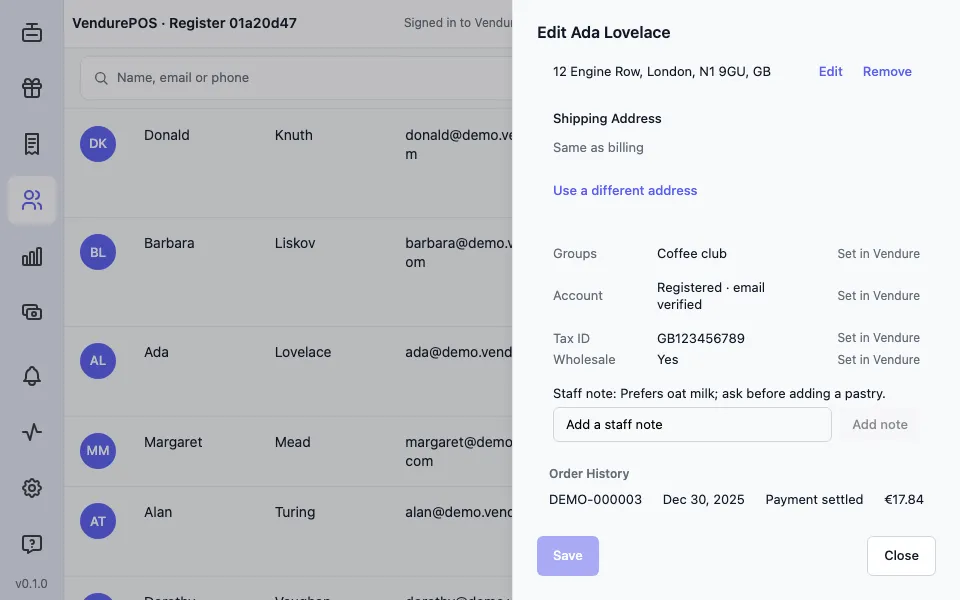 VendurePOS · Register 01a20d47
Signed in to Vendur
Name, email or phone
DK
Donald
Knuth
donald@demo.ve
m
BL
Barbara
Liskov
barbara@demo.v
om
AL
Ada
Lovelace
ada@demo.vend
MM
Margaret
Mead
margaret@demo
com
AT
Alan
Turing
alan@demo.vend
v0.1.0
Edit Ada Lovelace
12 Engine Row, London, N1 9GU, GB
Edit
Remove
Shipping Address
Same as billing
Use a different address
Groups
Coffee club
Set in Vendure
Account
Registered · email
verified
Set in Vendure
Tax ID
GB123456789
Set in Vendure
Wholesale
Yes
Set in Vendure
Staff note: Prefers oat milk; ask before adding a pastry.
Add a staff note
Add note
Order History
DEMO-000003
Dec 30, 2025
Payment settled
€17.84
Save
Close